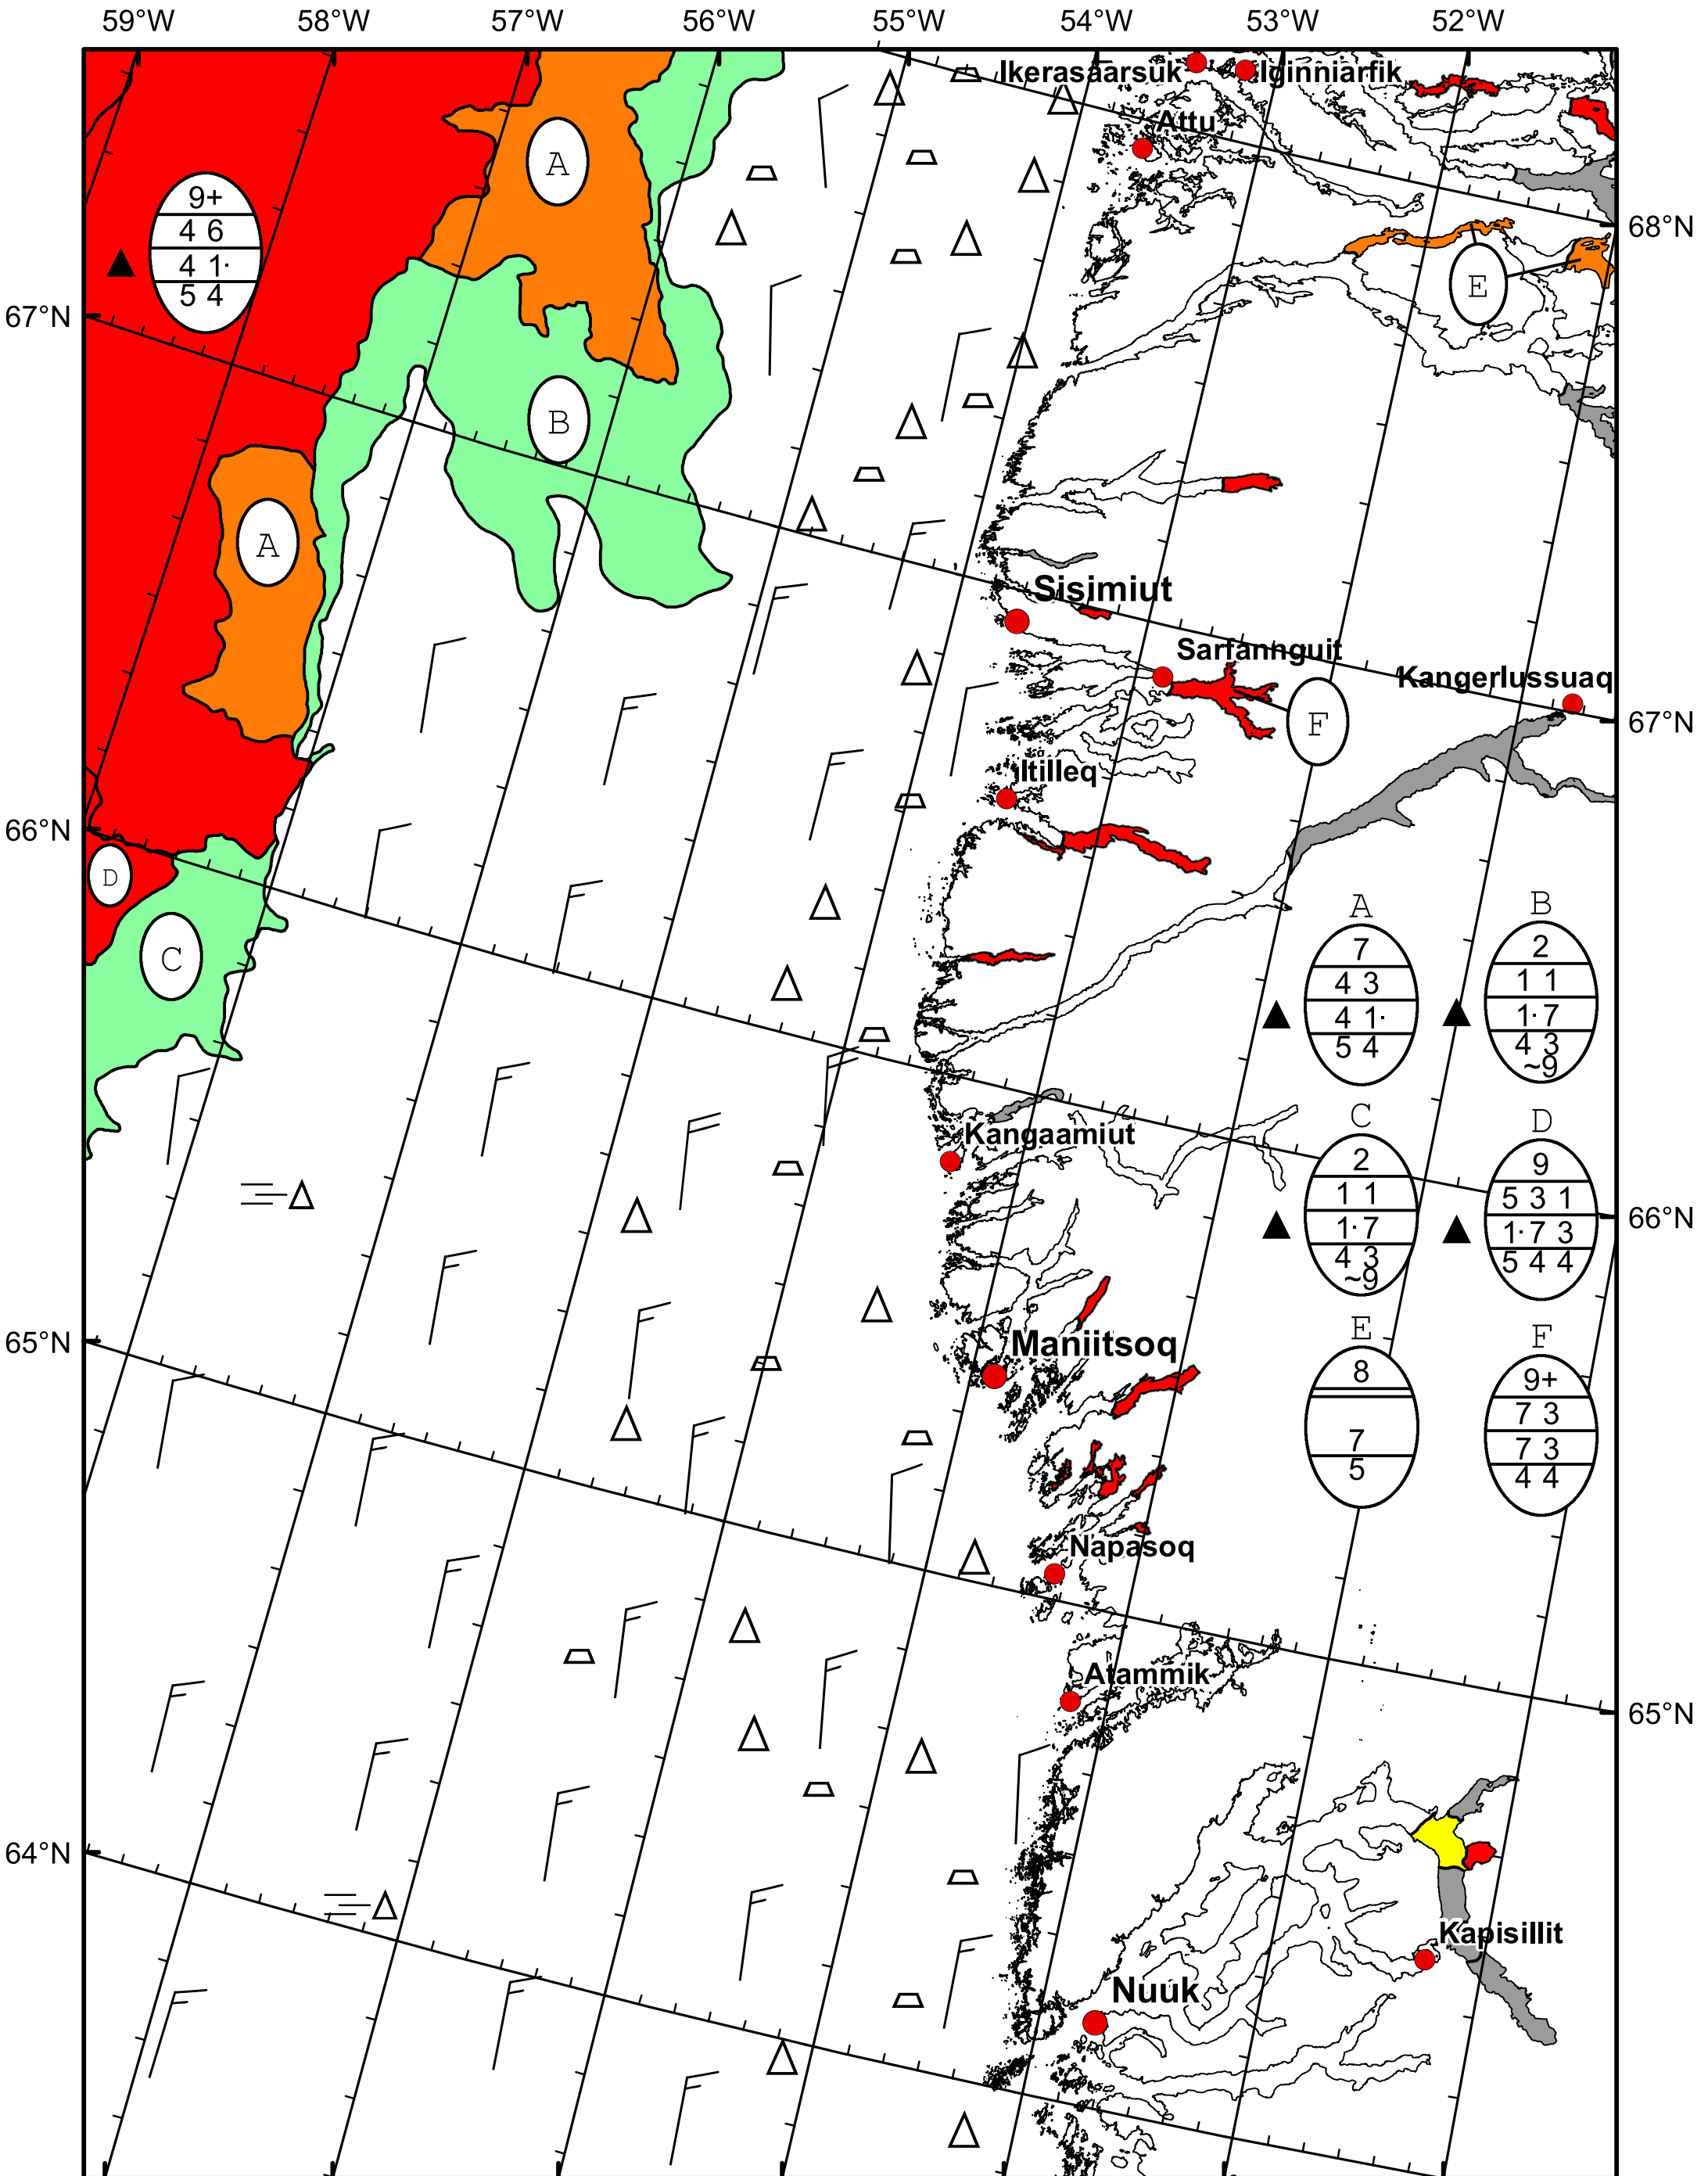 59°W 58°W 57°W 56°W 55°W 54°W 53°W 52°W
Ikerasaarsuk
Iginniarfik
Attu
A
9+
4 6
4 1·
5 4
68°N
E
67°N
B
A
Sisimiut
Sarfannguit
Kangerlussuaq
F
67°N
Itilleq
66°N
D
C
A
7
4 3
4 1·
5 4
B
2
1 1
1·7
4 3
~9
Kangaamiut
C
2
1 1
1·7
4 3
~9
D
9
5 3 1
1·7 3
5 4 4
66°N
65°N
Maniitsoq
E
8
7
5
F
9+
7 3
7 3
4 4
Napasoq
Atammik
65°N
64°N
Kapisillit
Nuuk